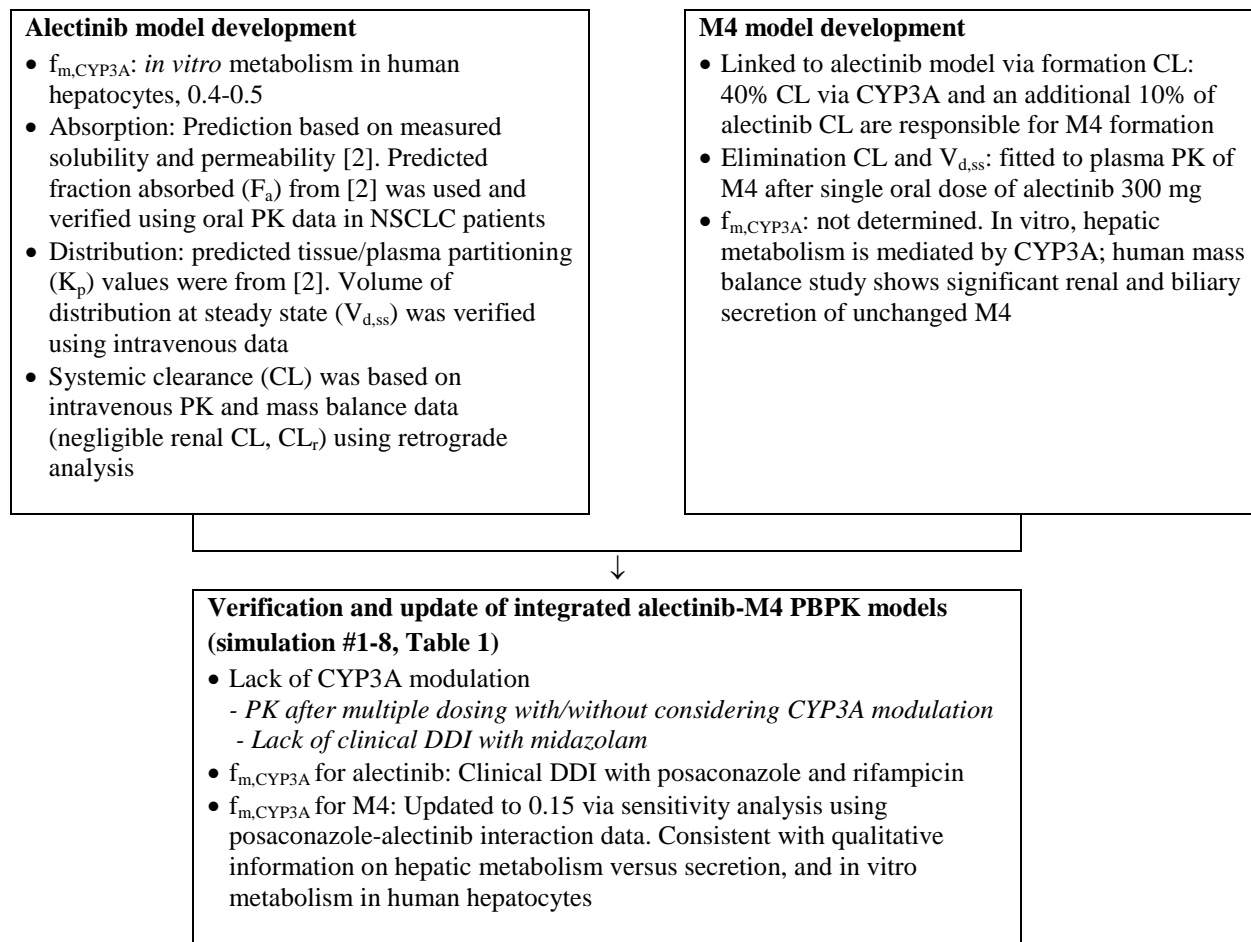 Alectinib model development
• fm,CYP3A: in vitro metabolism in human
hepatocytes, 0.4-0.5
• Absorption: Prediction based on measured
solubility and permeability [2]. Predicted
fraction absorbed (Fa) from [2] was used and
verified using oral PK data in NSCLC patients
• Distribution: predicted tissue/plasma partitioning
(Kp) values were from [2]. Volume of
distribution at steady state (Vd,ss) was verified
using intravenous data
• Systemic clearance (CL) was based on
intravenous PK and mass balance data
(negligible renal CL, CLr) using retrograde
analysis
M4 model development
• Linked to alectinib model via formation CL:
40% CL via CYP3A and an additional 10% of
alectinib CL are responsible for M4 formation
• Elimination CL and Vd,ss: fitted to plasma PK of
M4 after single oral dose of alectinib 300 mg
• fm,CYP3A: not determined. In vitro, hepatic
metabolism is mediated by CYP3A; human mass
balance study shows significant renal and biliary
secretion of unchanged M4
↓
Verification and update of integrated alectinib-M4 PBPK models
(simulation #1-8, Table 1)
• Lack of CYP3A modulation
- PK after multiple dosing with/without considering CYP3A modulation
- Lack of clinical DDI with midazolam
• fm,CYP3A for alectinib: Clinical DDI with posaconazole and rifampicin
• fm,CYP3A for M4: Updated to 0.15 via sensitivity analysis using
posaconazole-alectinib interaction data. Consistent with qualitative
information on hepatic metabolism versus secretion, and in vitro
metabolism in human hepatocytes